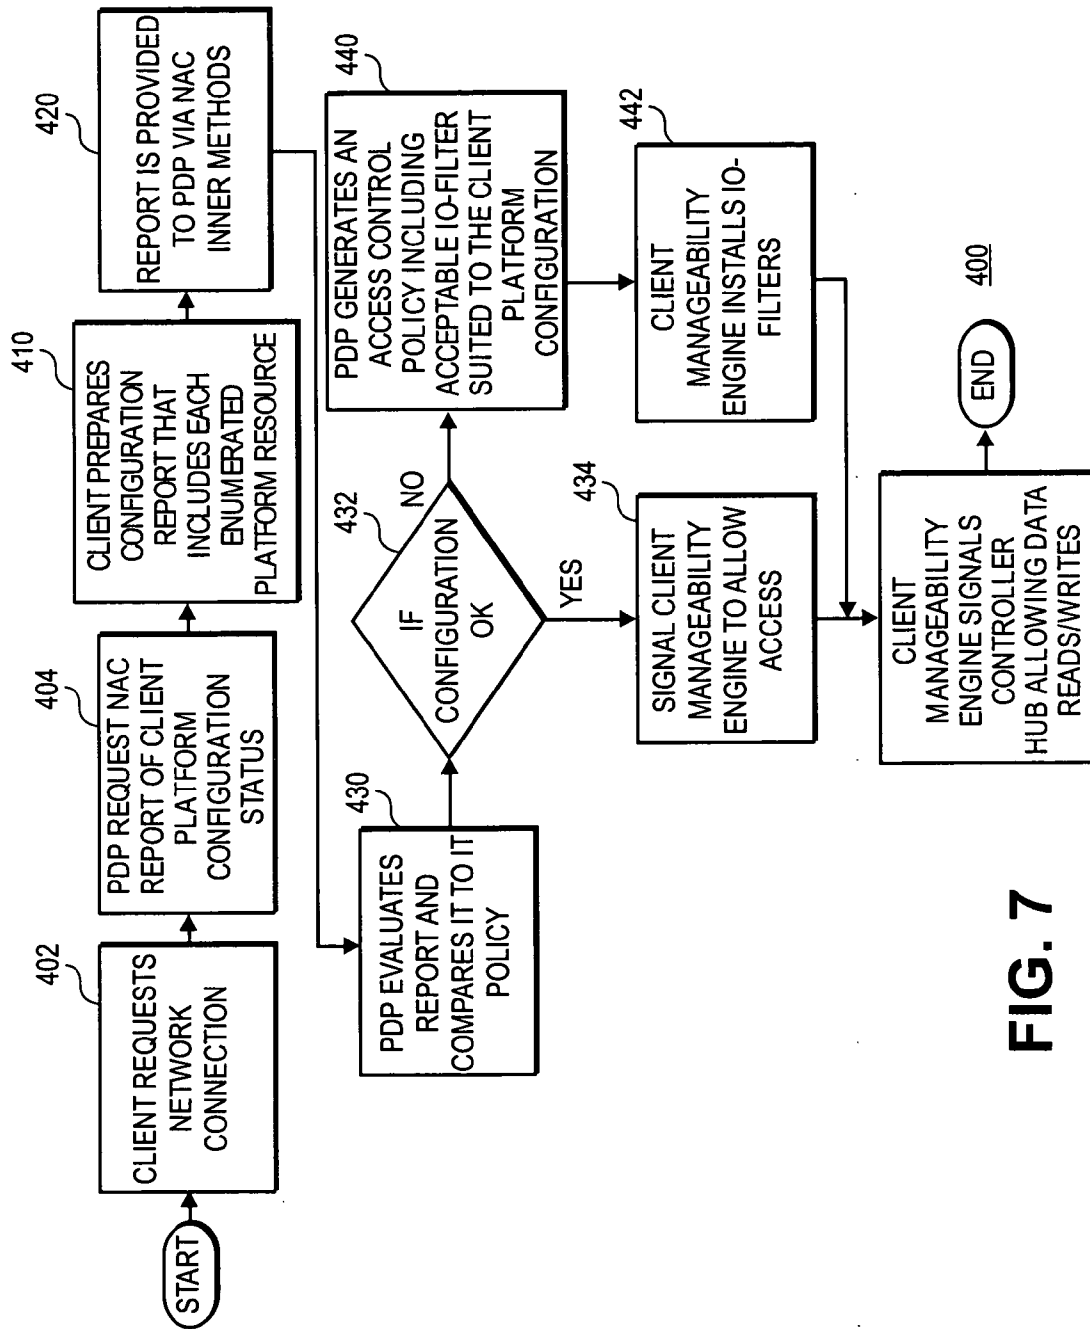 START
402
CLIENT REQUESTS
NETWORK
CONNECTION
404
PDP REQUEST NAC
REPORT OF CLIENT
PLATFORM
CONFIGURATION
STATUS
410
CLIENT PREPARES
CONFIGURATION
REPORT THAT
INCLUDES EACH
ENUMERATED
PLATFORM RESOURCE
420
REPORT IS PROVIDED
TO PDP VIA NAC
INNER METHODS
430
PDP EVALUATES
REPORT AND
COMPARES IT TO IT
POLICY
432
IF
CONFIGURATION
OK
NO
YES
440
PDP GENERATES AN
ACCESS CONTROL
POLICY INCLUDING
ACCEPTABLE IO-FILTER
SUITED TO THE CLIENT
PLATFORM
CONFIGURATION
434
SIGNAL CLIENT
MANAGEABILITY
ENGINE TO ALLOW
ACCESS
442
CLIENT
MANAGEABILITY
ENGINE INSTALLS IO-
FILTERS
CLIENT
MANAGEABILITY
ENGINE SIGNALS
CONTROLLER
HUB ALLOWING DATA
READS/WRITES
END
400
FIG. 7